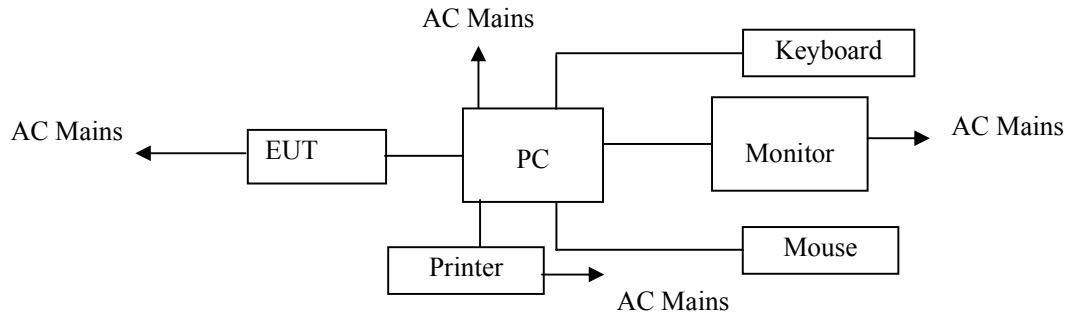 AC Mains
Keyboard
AC Mains
EUT
PC
Monitor
AC Mains
Mouse
Printer
AC Mains